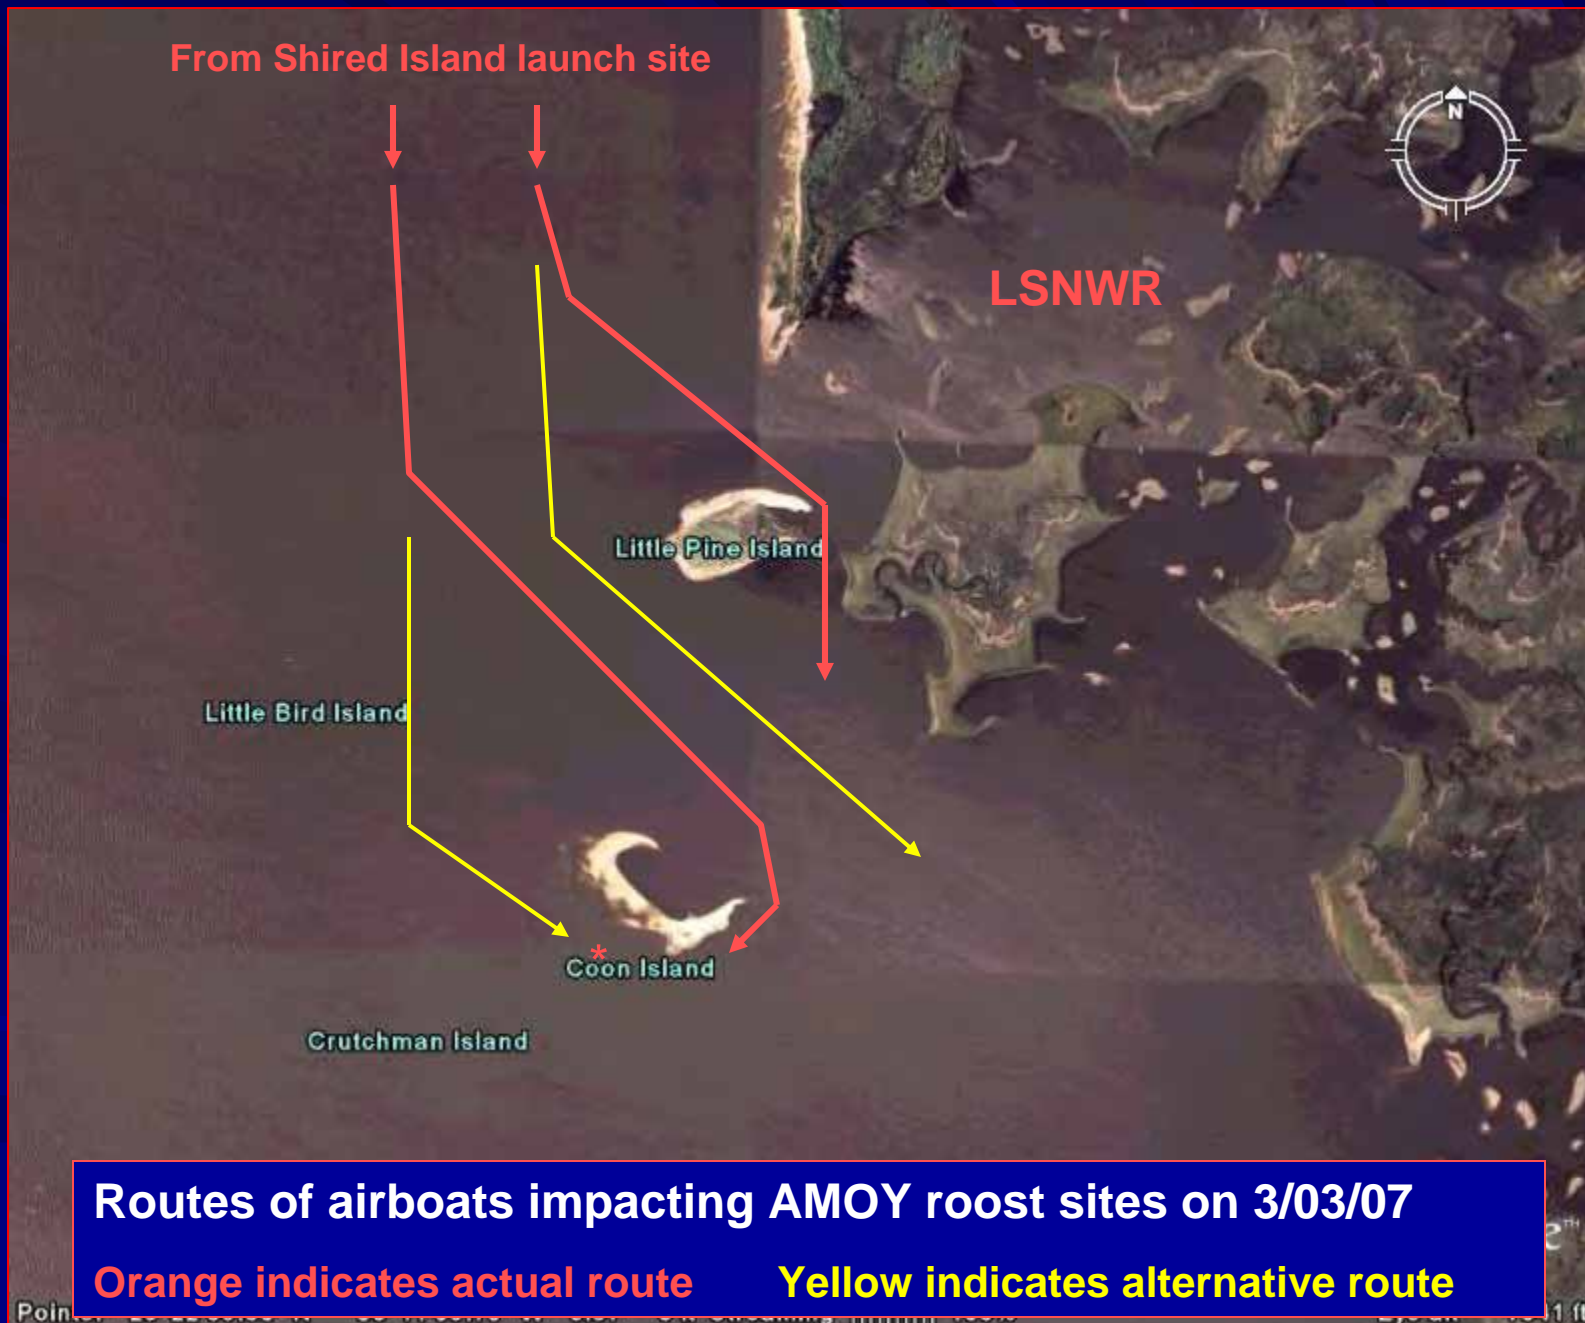 From Shired Island launch site
N
LSNWR
Little Pine Island
Little Bird Island
*
Coon Island
Crutchman Island
Routes of airboats impacting AMOY roost sites on 3/03/07
Orange indicates actual route Yellow indicates alternative route